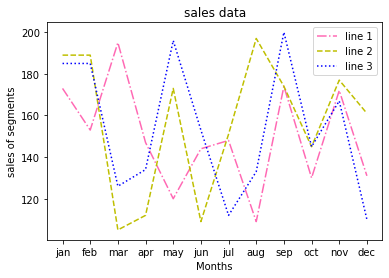 sales data
line 1
line 2
line 3
sales of segments
200
180
160
140
120
jan feb mar apr may jun jul aug sep oct nov dec
Months